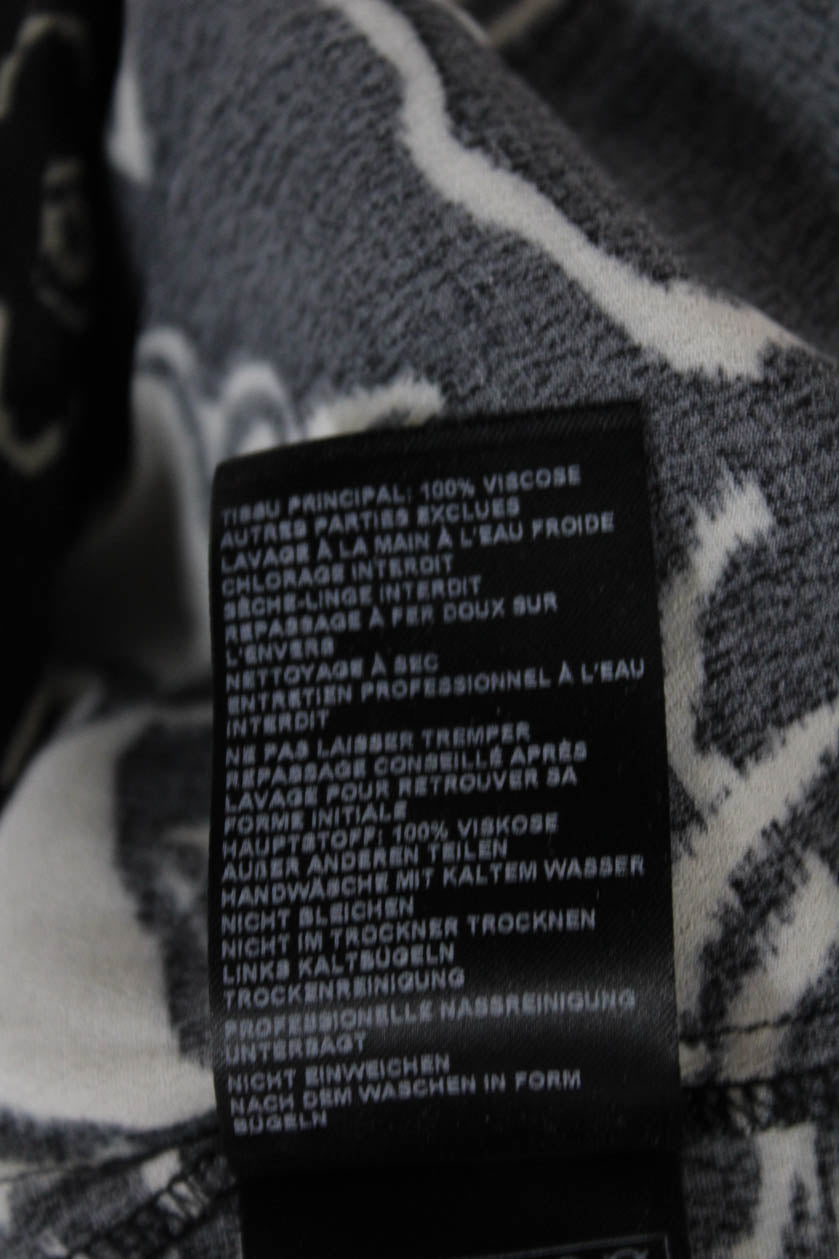 TISSU PRINCIPAL: 100% VISCOSE
AUTRES PARTIES EXCLUES
LAVAGE À LA MAIN À L'EAU FROIDE
CHLORAGE INTERDIT
SÈCHE-LINGE INTERDIT
REPASSAGE À FER DOUX SUR
L'ENVERS
NETTOYAGE À SEC
ENTRETIEN PROFESSIONNEL À L'EAU
INTERDIT
NE PAS LAISSER TREMPER
REPASSAGE CONSEILLÉ APRÈS
LAVAGE POUR RETROUVER SA
FORME INITIALE
HAUPTSTOFF: 100% VISKOSE
AUßER ANDEREN TEILEN
HANDWÄSCHE MIT KALTEM WASSER
NICHT BLEICHEN
NICHT IM TROCKNER TROCKNEN
LINKS KALTBÜGELN
TROCKENREINIGUNG
PROFESSIONELLE NASSREINIGUNG
UNTERSAGT
NICHT EINWEICHEN
NACH DEM WASCHEN IN FORM
BÜGELN